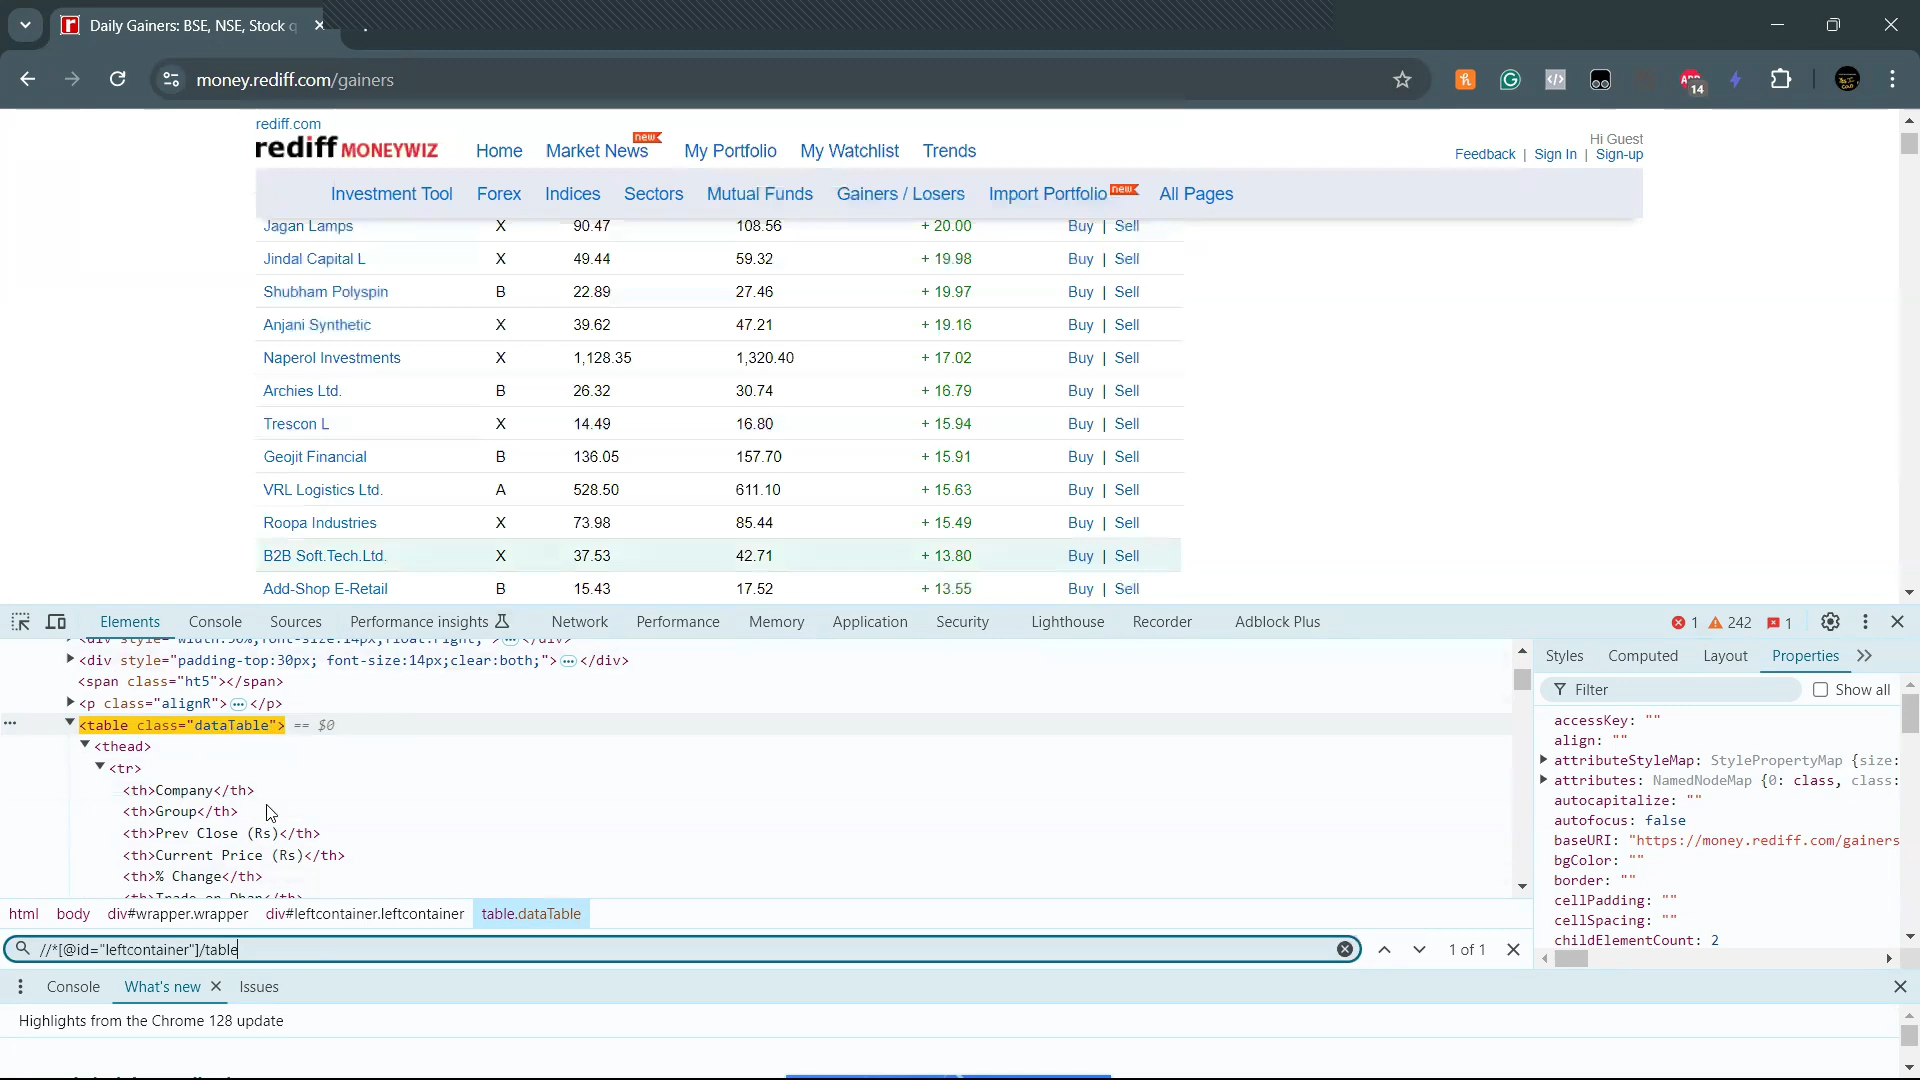 Daily Gainers: BSE, NSE, Stock q
money.rediff.com/gainers
14
rediff.com
rediff MONEYWIZ
Home Market News new My Portfolio My Watchlist Trends
Hi Guest
Feedback | Sign In | Sign-up
Investment Tool Forex Indices Sectors Mutual Funds Gainers / Losers Import Portfolio new All Pages
Jagan Lamps X 90.47 108.56 + 20.00 Buy | Sell
Jindal Capital L X 49.44 59.32 + 19.98 Buy | Sell
Shubham Polyspin B 22.89 27.46 + 19.97 Buy | Sell
Anjani Synthetic X 39.62 47.21 + 19.16 Buy | Sell
Naperol Investments X 1,128.35 1,320.40 + 17.02 Buy | Sell
Archies Ltd. B 26.32 30.74 + 16.79 Buy | Sell
Trescon L X 14.49 16.80 + 15.94 Buy | Sell
Geojit Financial B 136.05 157.70 + 15.91 Buy | Sell
VRL Logistics Ltd. A 528.50 611.10 + 15.63 Buy | Sell
Roopa Industries X 73.98 85.44 + 15.49 Buy | Sell
B2B Soft.Tech.Ltd. X 37.53 42.71 + 13.80 Buy | Sell
Add-Shop E-Retail B 15.43 17.52 + 13.55 Buy | Sell
Elements Console Sources Performance insights Network Performance Memory Application Security Lighthouse Recorder Adblock Plus 1 242 1
<div style="padding-top:30px; font-size:14px;clear:both;">…</div>
<span class="ht5"></span>
<p class="alignR">…</p>
<table class="dataTable"> == $0
<thead>
<tr>
<th>Company</th>
<th>Group</th>
<th>Prev Close (Rs)</th>
<th>Current Price (Rs)</th>
<th>% Change</th>
html body div#wrapper.wrapper div#leftcontainer.leftcontainer table.dataTable
//*[@id="leftcontainer"]/table 1 of 1
Styles Computed Layout Properties
Filter Show all
accessKey: ""
align: ""
attributeStyleMap: StylePropertyMap {size:
attributes: NamedNodeMap {0: class, class:
autocapitalize: ""
autofocus: false
baseURI: "https://money.rediff.com/gainers
bgColor: ""
border: ""
cellPadding: ""
cellSpacing: ""
childElementCount: 2
Console What's new Issues
Highlights from the Chrome 128 update